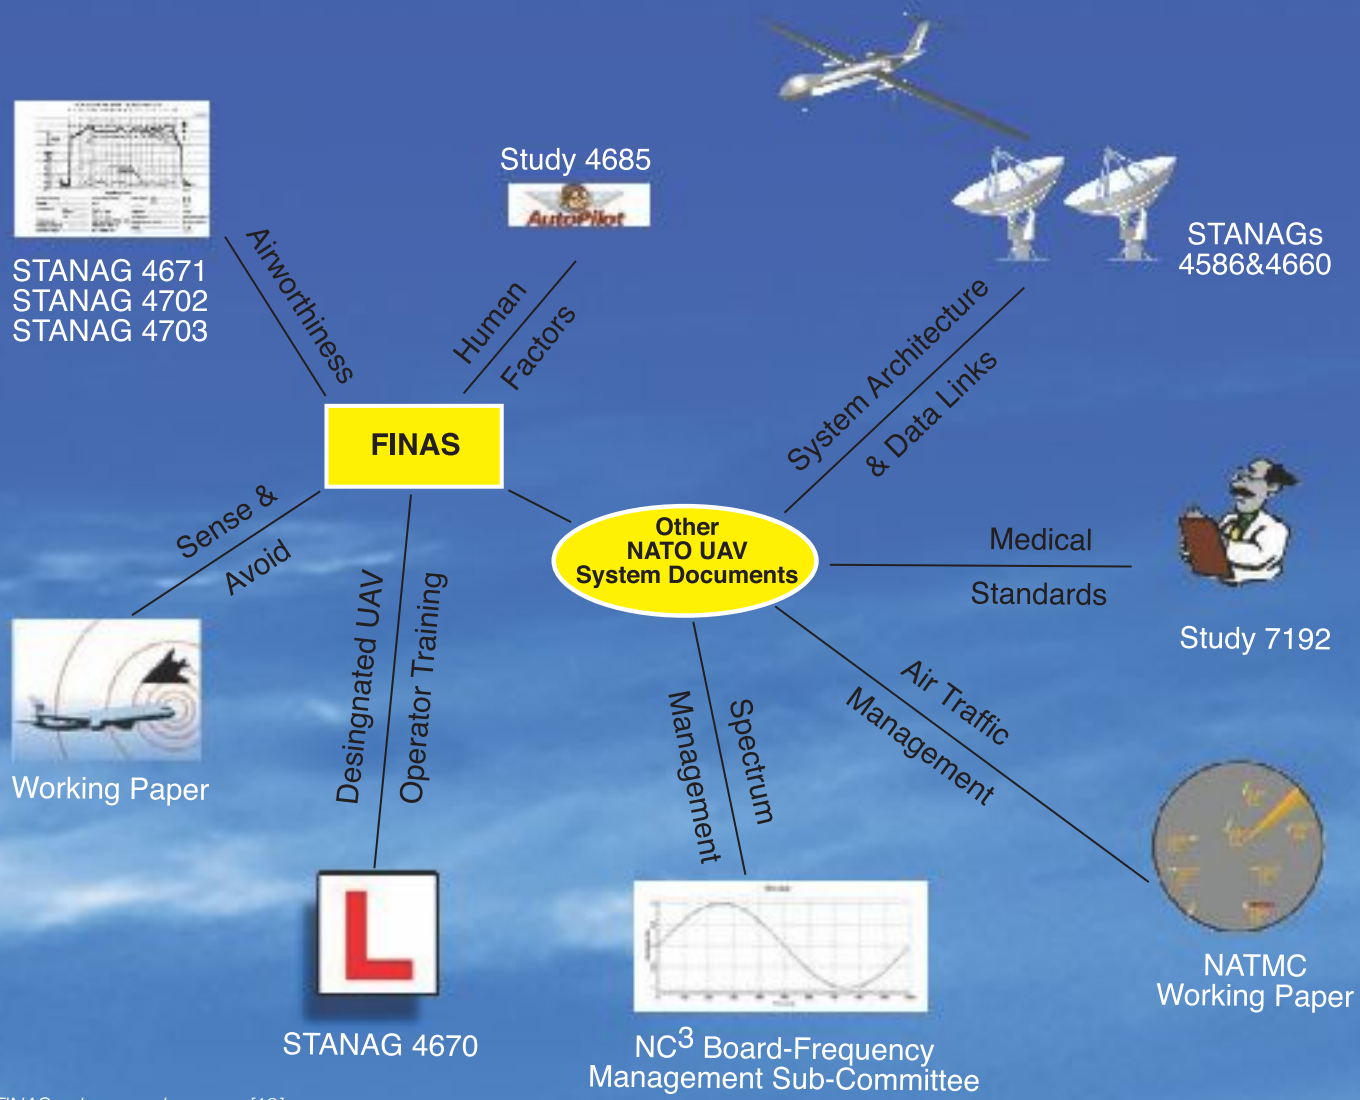 Study 4685
AutoPilot
STANAGs
4586&4660
STANAG 4671
STANAG 4702
STANAG 4703
Airworthiness
Human
Factors
System Architecture
& Data Links
FINAS
Sense &
Avoid
Other
NATO UAV
System Documents
Medical
Standards
Study 7192
Desingnated UAV
Operator Training
Spectrum
Management
Air Traffic
Management
Working Paper
L
STANAG 4670
NC3 Board-Frequency
Management Sub-Committee
NATMC
Working Paper